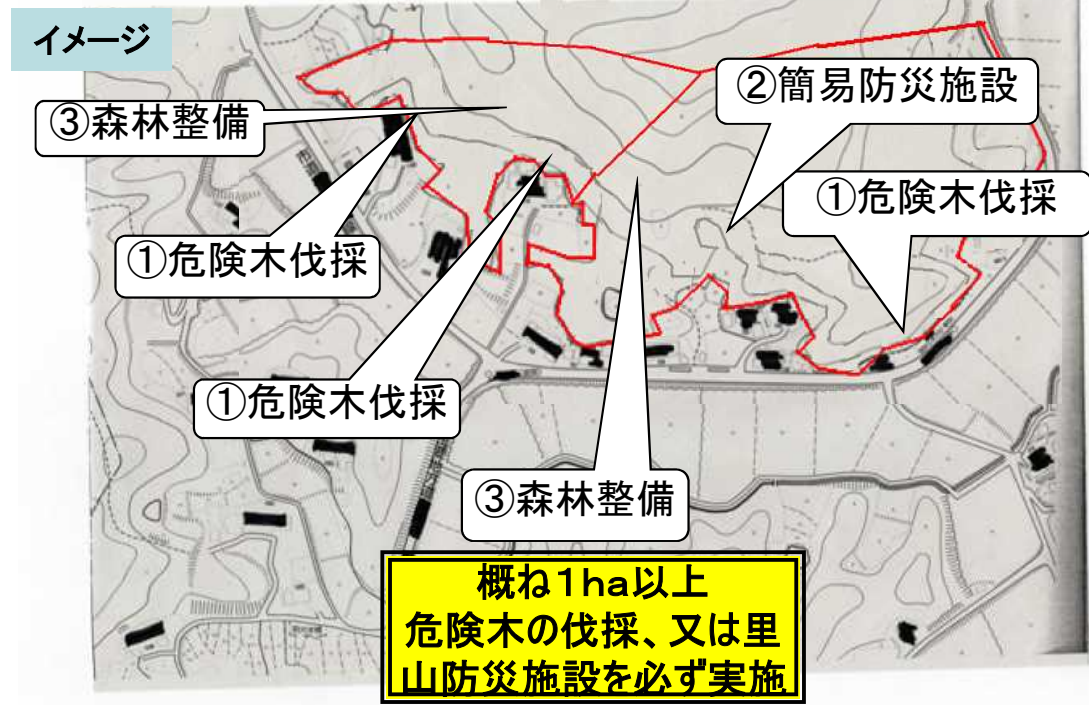 イメージ
②簡易防災施設
③森林整備
①危険木伐採
①危険木伐採
①危険木伐採
③森林整備
概ね1ha以上
危険木の伐採、又は里
山防災施設を必ず実施